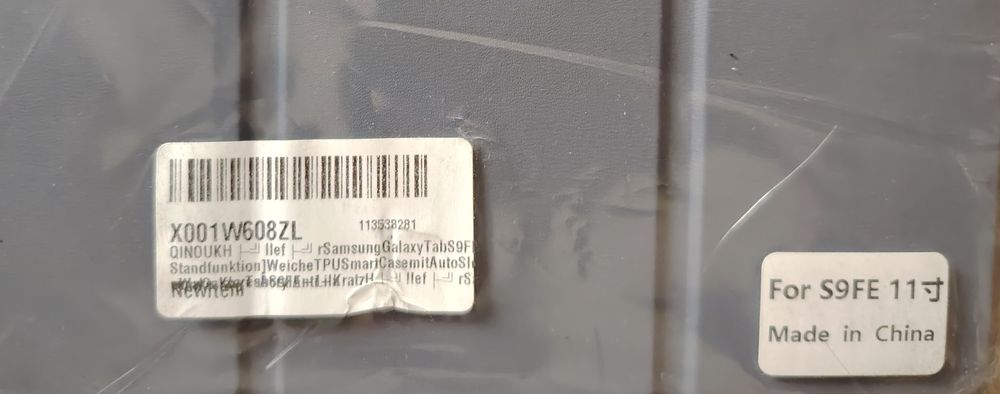 X001W608ZL 113538281
QINOUKH ├─┘ llef ├─┘ rSamsungGalaxyTabS9F
Standfunktion]WeicheTPUSmartCasemitAutoSl
NewItem
For S9FE 11寸
Made in China